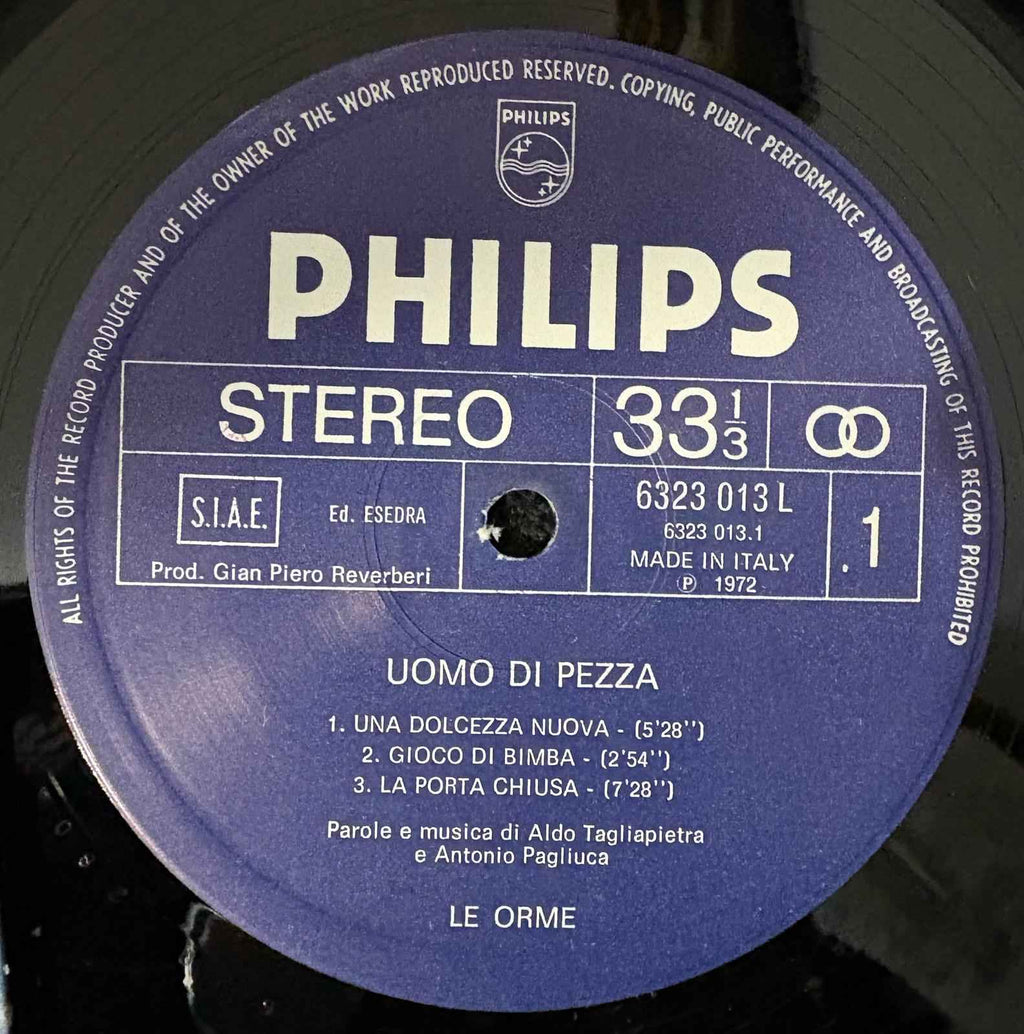 ALL RIGHTS OF THE RECORD PRODUCER AND OF THE OWNER OF THE WORK REPRODUCED RESERVED. COPYING, PUBLIC PERFORMANCE AND BROADCASTING OF THIS RECORD PROHIBITED
PHILIPS
PHILIPS
STEREO
33 1/3
S.I.A.E.
Ed. ESEDRA
Prod. Gian Piero Reverberi
6323 013 L
6323 013.1
MADE IN ITALY
℗ 1972
.1
UOMO DI PEZZA
1. UNA DOLCEZZA NUOVA - (5'28'')
2. GIOCO DI BIMBA - (2'54'')
3. LA PORTA CHIUSA - (7'28'')
Parole e musica di Aldo Tagliapietra
e Antonio Pagliuca
LE ORME